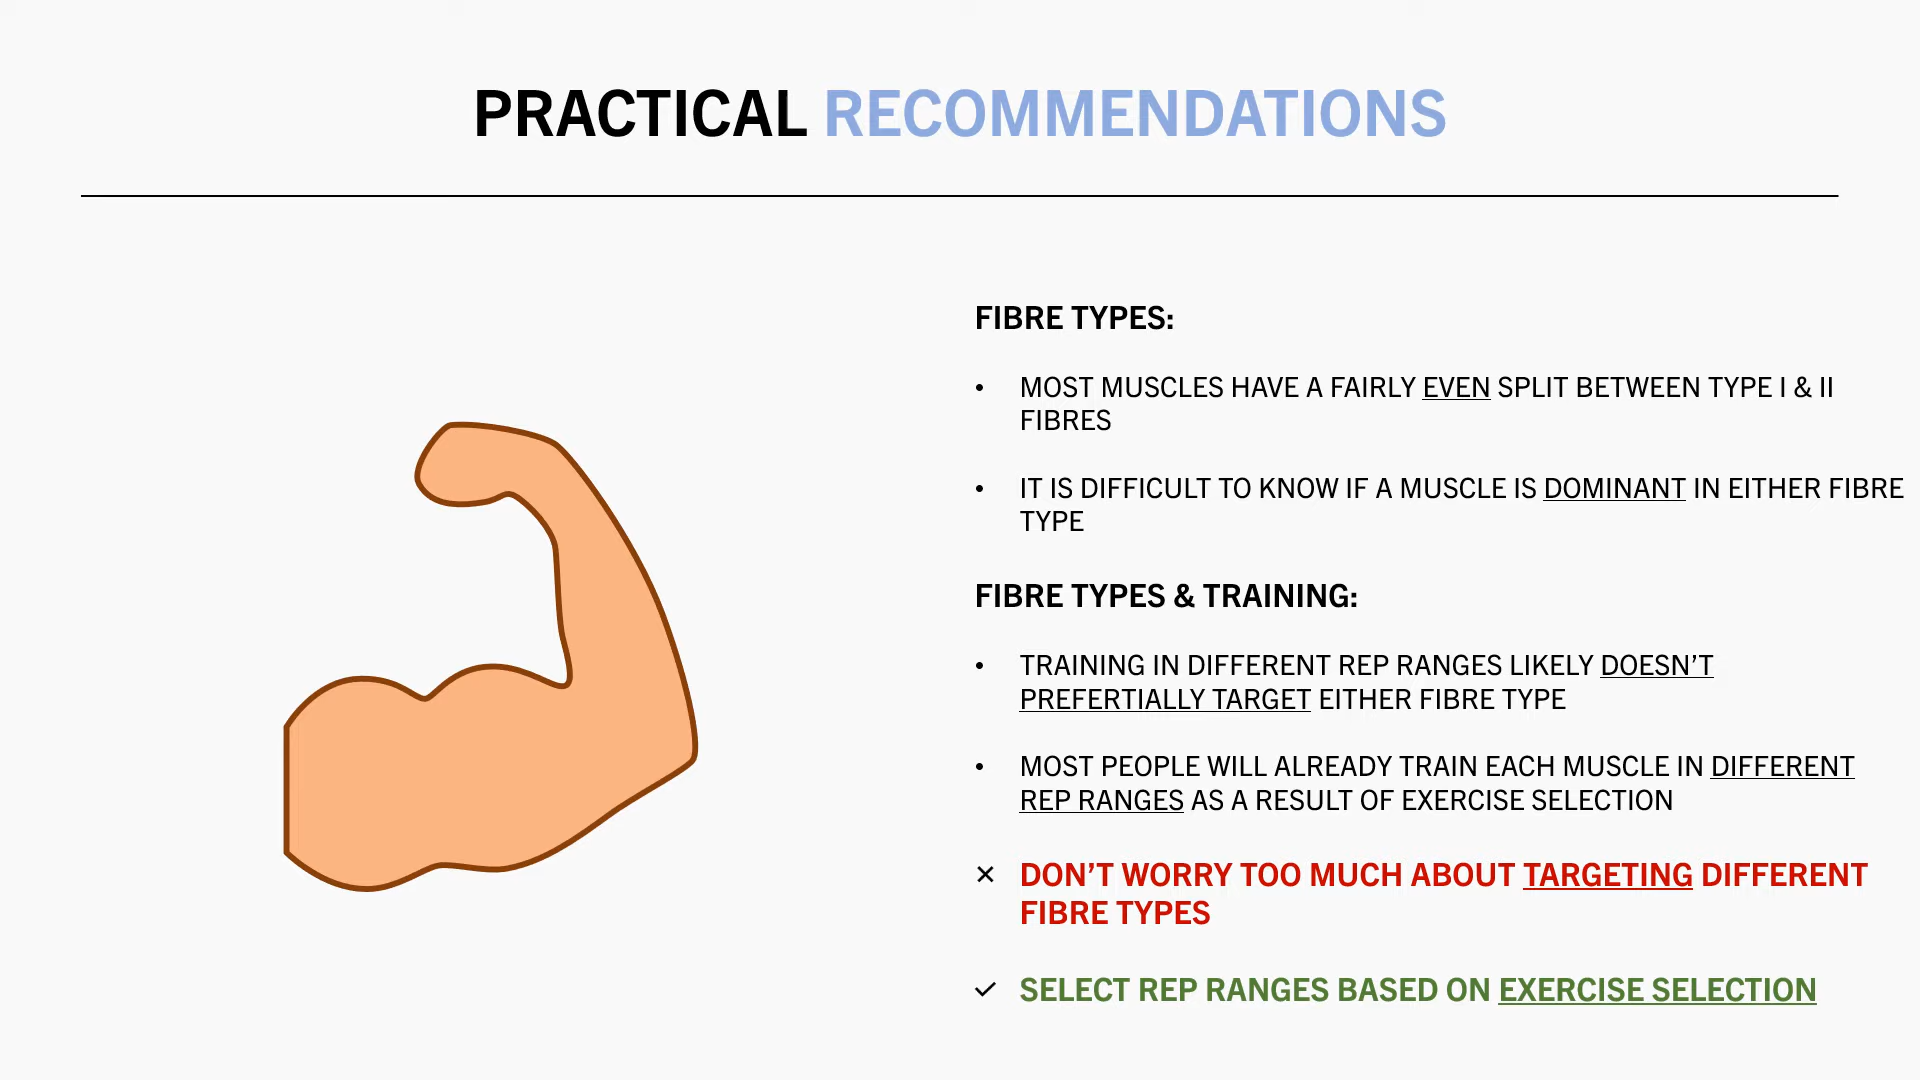 PRACTICAL RECOMMENDATIONS
FIBRE TYPES:
• MOST MUSCLES HAVE A FAIRLY EVEN SPLIT BETWEEN TYPE I & II
FIBRES
• IT IS DIFFICULT TO KNOW IF A MUSCLE IS DOMINANT IN EITHER FIBRE
TYPE
FIBRE TYPES & TRAINING:
• TRAINING IN DIFFERENT REP RANGES LIKELY DOESN’T
PREFERTIALLY TARGET EITHER FIBRE TYPE
• MOST PEOPLE WILL ALREADY TRAIN EACH MUSCLE IN DIFFERENT
REP RANGES AS A RESULT OF EXERCISE SELECTION
✕ DON’T WORRY TOO MUCH ABOUT TARGETING DIFFERENT
FIBRE TYPES
✓ SELECT REP RANGES BASED ON EXERCISE SELECTION